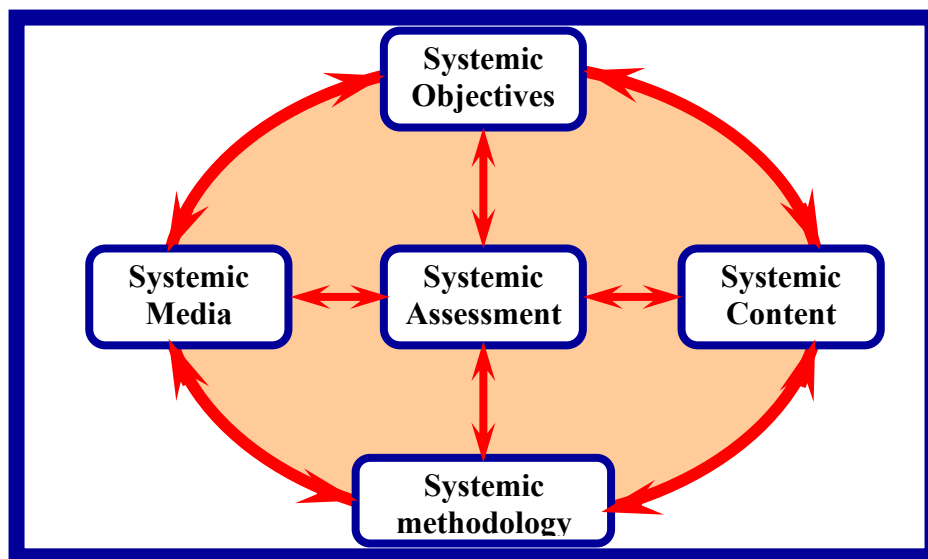 Systemic
Objectives
Systemic
Media
Systemic
Assessment
Systemic
Content
Systemic
methodology